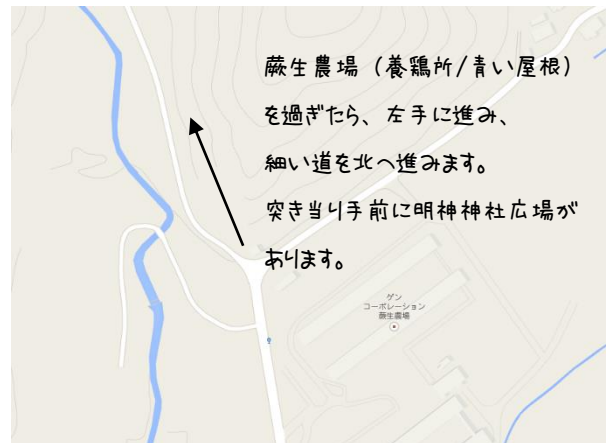 蕨生農場（養鶏所/青い屋根）
を過ぎたら、左手に進み、
細い道を北へ進みます。
突き当り手前に明神神社広場が
あります。
ゲン
コーポレーション
蕨生農場